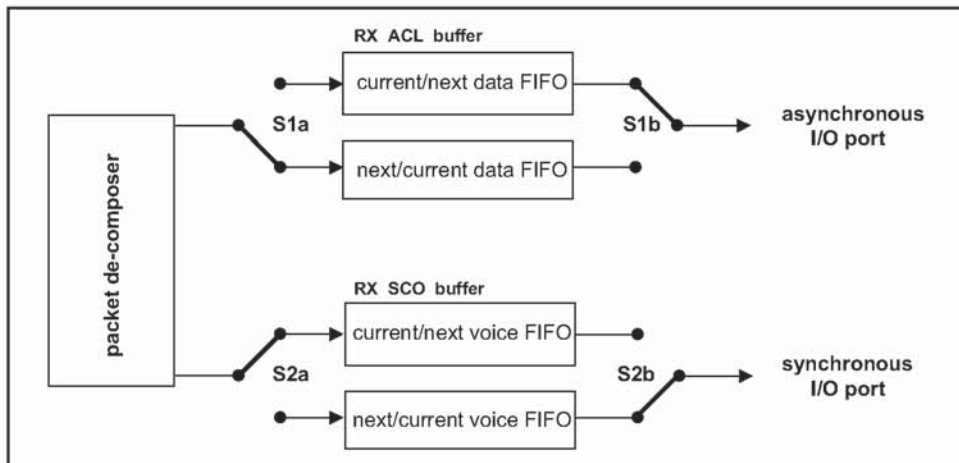 RX ACL buffer
current/next data FIFO
S1a
S1b
asynchronous
I/O port
next/current data FIFO
packet de-composer
RX SCO buffer
current/next voice FIFO
S2a
S2b
synchronous
I/O port
next/current voice FIFO